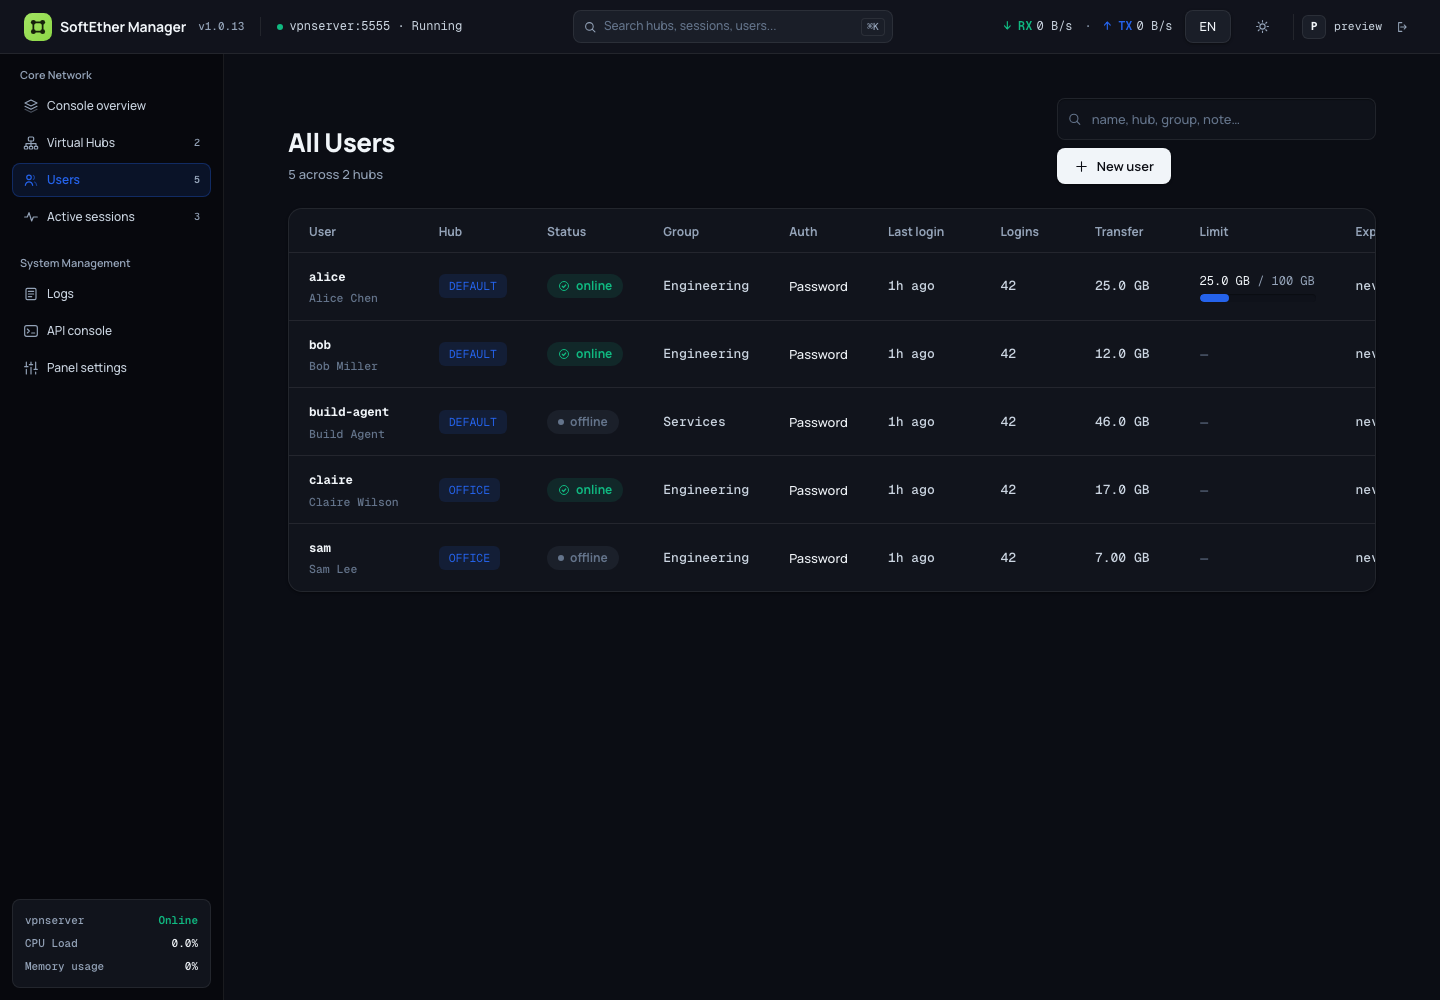 SoftEther Manager v1.0.13 vpnserver:5555 · Running Search hubs, sessions, users... ⌘K ↓ RX 0 B/s · ↑ TX 0 B/s EN P preview
Core Network
Console overview
Virtual Hubs 2
Users 5
Active sessions 3
System Management
Logs
API console
Panel settings
vpnserver Online
CPU Load 0.0%
Memory usage 0%
All Users
5 across 2 hubs
name, hub, group, note…
+ New user
User Hub Status Group Auth Last login Logins Transfer Limit Exp
alice DEFAULT online Engineering Password 1h ago 42 25.0 GB 25.0 GB / 100 GB nev
Alice Chen
bob DEFAULT online Engineering Password 1h ago 42 12.0 GB — nev
Bob Miller
build-agent DEFAULT offline Services Password 1h ago 42 46.0 GB — nev
Build Agent
claire OFFICE online Engineering Password 1h ago 42 17.0 GB — nev
Claire Wilson
sam OFFICE offline Engineering Password 1h ago 42 7.00 GB — nev
Sam Lee